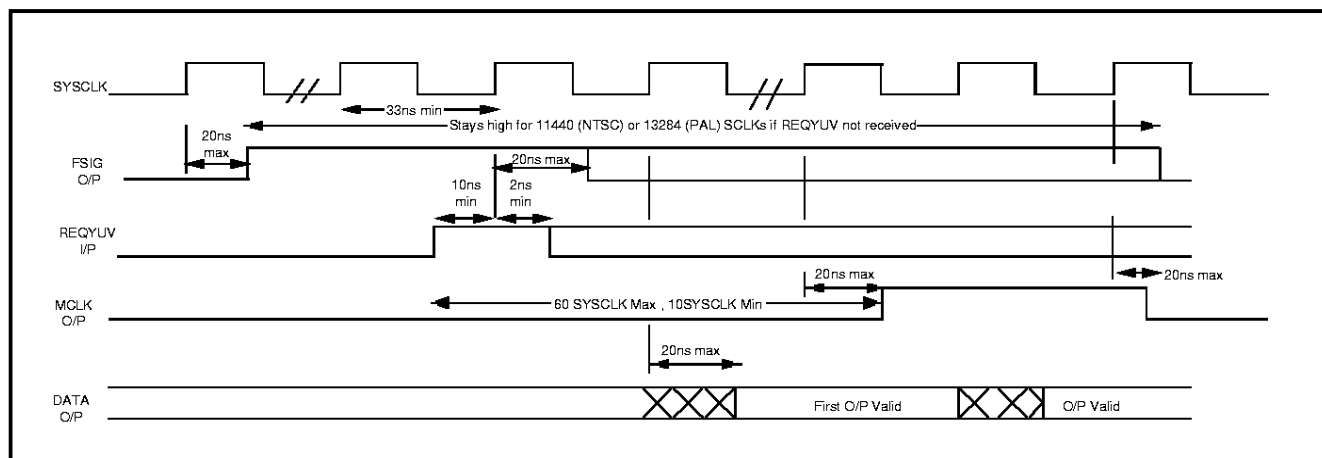 SYSCLK
33ns min
Stays high for 11440 (NTSC) or 13284 (PAL) SCLKs if REQYUV not received
20ns
max
FSIG
O/P
20ns max
10ns
min
2ns
min
REQYUV
I/P
20ns max
20ns max
60 SYSCLK Max , 10SYSCLK Min
MCLK
O/P
20ns max
DATA
O/P
First O/P Valid
O/P Valid